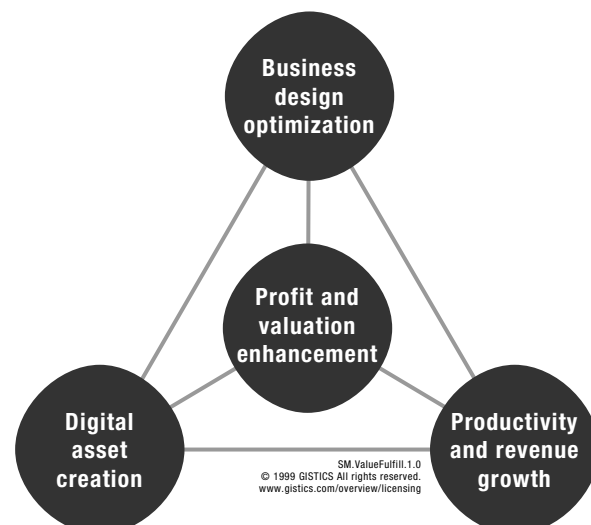 Business
design
optimization
Profit and
valuation
enhancement
Digital
asset
creation
Productivity
and revenue
growth
SM.ValueFulfill.1.0
© 1999 GISTICS All rights reserved.
www.gistics.com/overview/licensing